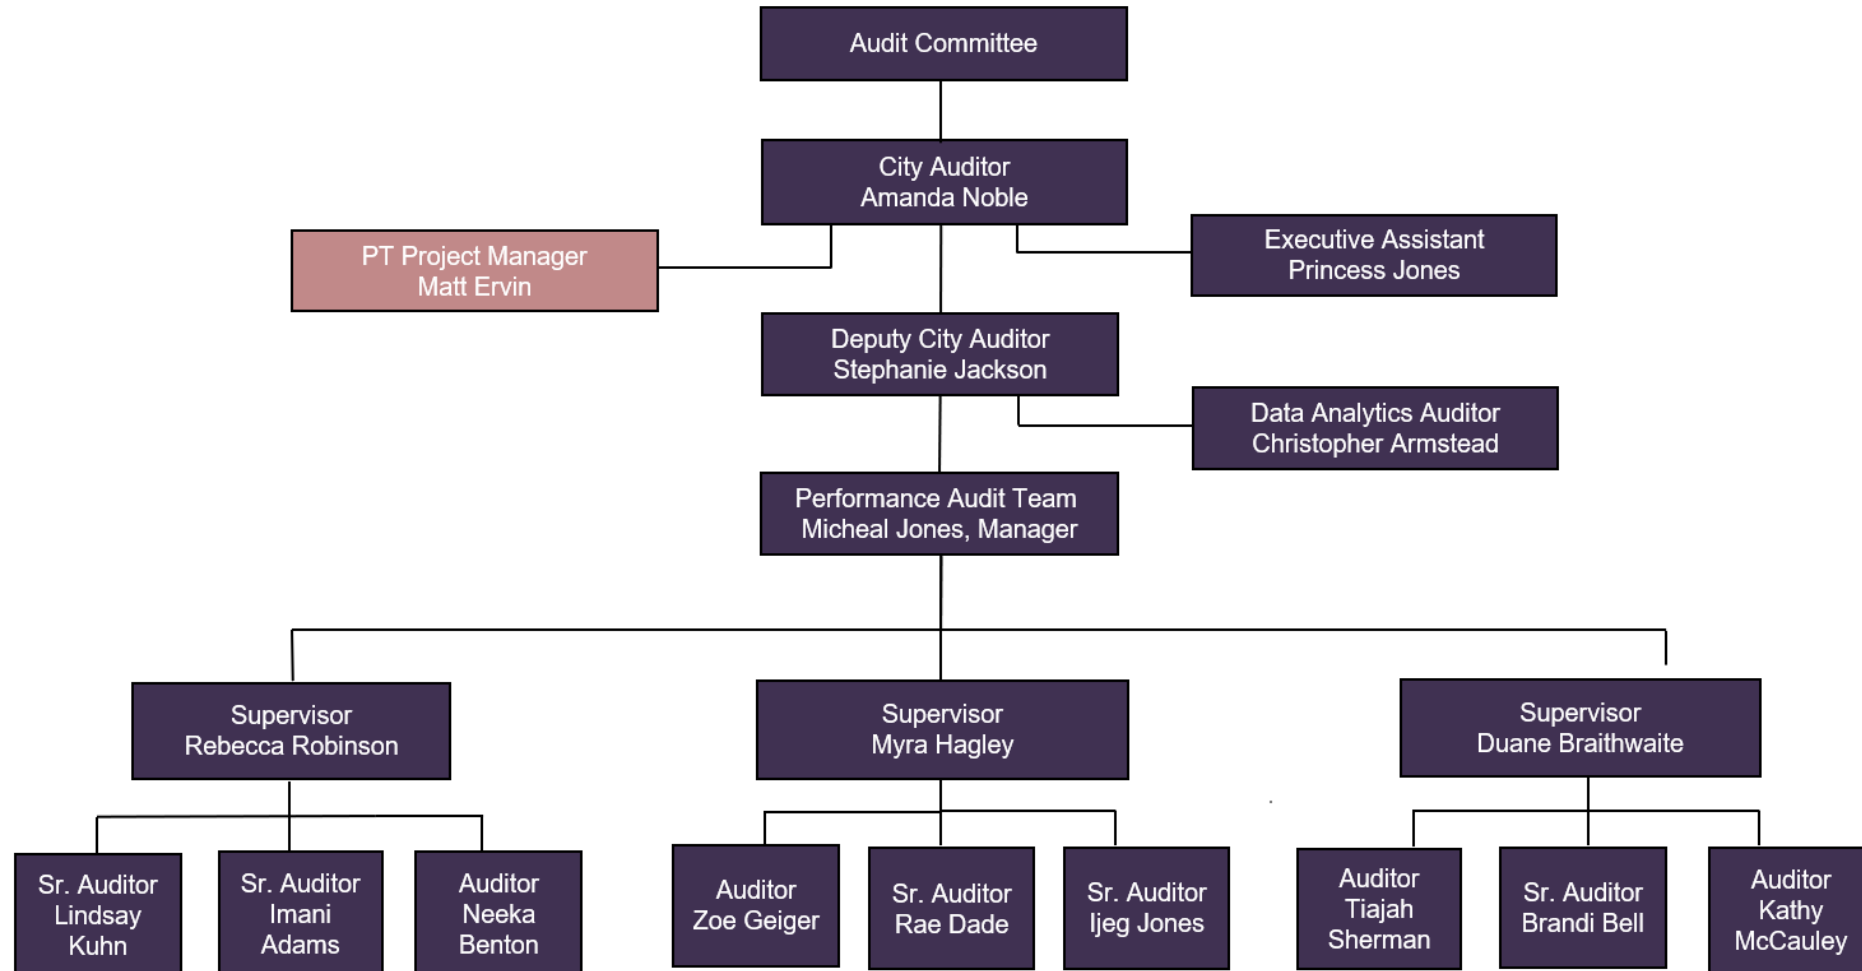 Audit Committee
City Auditor
Amanda Noble
PT Project Manager
Matt Ervin
Executive Assistant
Princess Jones
Deputy City Auditor
Stephanie Jackson
Data Analytics Auditor
Christopher Armstead
Performance Audit Team
Micheal Jones, Manager
Supervisor
Rebecca Robinson
Supervisor
Myra Hagley
Supervisor
Duane Braithwaite
Sr. Auditor
Lindsay
Kuhn
Sr. Auditor
Imani
Adams
Auditor
Neeka
Benton
Auditor
Zoe Geiger
Sr. Auditor
Rae Dade
Sr. Auditor
Ijeg Jones
Auditor
Tiajah
Sherman
Sr. Auditor
Brandi Bell
Auditor
Kathy
McCauley